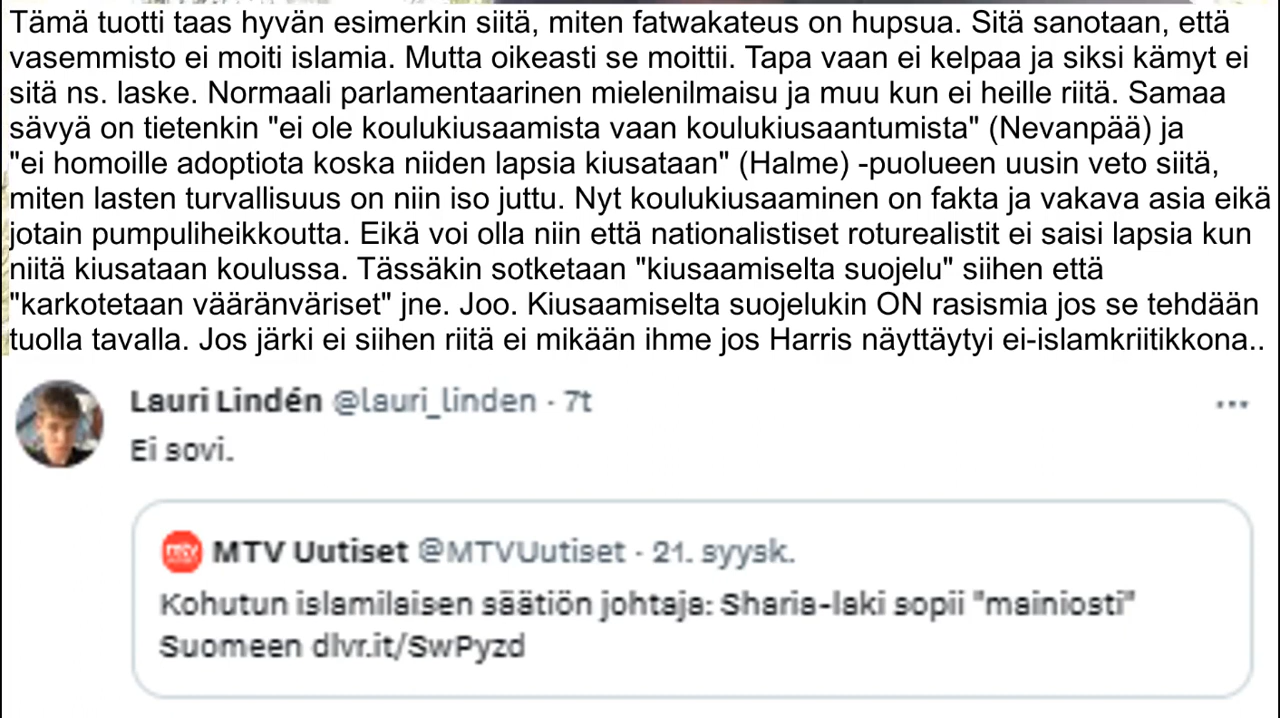 Tämä tuotti taas hyvän esimerkin siitä, miten fatwakateus on hupsua. Sitä sanotaan, että
vasemmisto ei moiti islamia. Mutta oikeasti se moittii. Tapa vaan ei kelpaa ja siksi kämyt ei
sitä ns. laske. Normaali parlamentaarinen mielenilmaisu ja muu kun ei heille riitä. Samaa
sävyä on tietenkin "ei ole koulukiusaamista vaan koulukiusaantumista" (Nevanpää) ja
"ei homoille adoptiota koska niiden lapsia kiusataan" (Halme) -puolueen uusin veto siitä,
miten lasten turvallisuus on niin iso juttu. Nyt koulukiusaaminen on fakta ja vakava asia eikä
jotain pumpuliheikkoutta. Eikä voi olla niin että nationalistiset roturealistit ei saisi lapsia kun
niitä kiusataan koulussa. Tässäkin sotketaan "kiusaamiselta suojelu" siihen että
"karkotetaan vääränväriset" jne. Joo. Kiusaamiselta suojelukin ON rasismia jos se tehdään
tuolla tavalla. Jos järki ei siihen riitä ei mikään ihme jos Harris näyttäytyi ei-islamkriitikkona..
Lauri Lindén @lauri_linden · 7t
Ei sovi.
mtv MTV Uutiset @MTVUutiset · 21. syysk.
Kohutun islamilaisen säätiön johtaja: Sharia-laki sopii "mainiosti"
Suomeen dlvr.it/SwPyzd